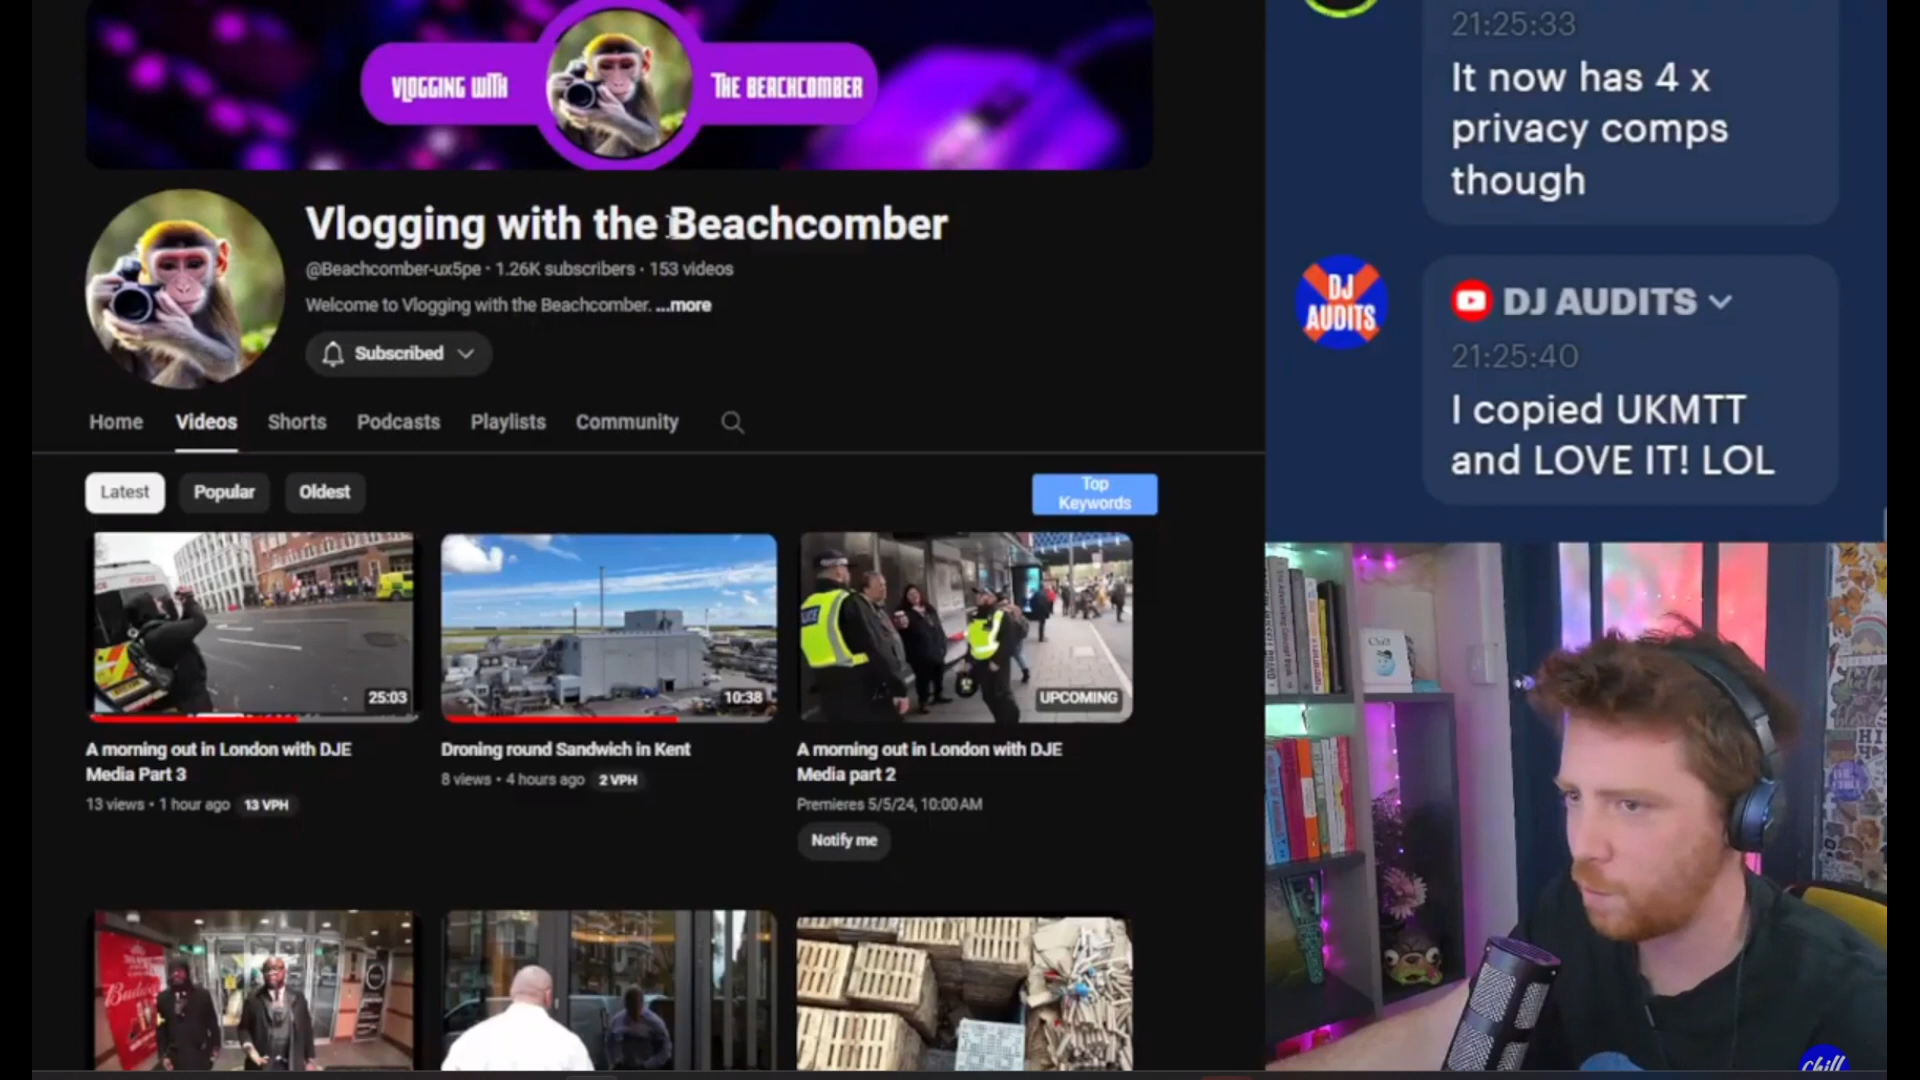 VLOGGING WITH
THE BEACHCOMBER
Vlogging with the Beachcomber
@Beachcomber-ux5pe · 1.26K subscribers · 153 videos
Welcome to Vlogging with the Beachcomber. ...more
Subscribed
Home Videos Shorts Podcasts Playlists Community
Latest Popular Oldest
Top
Keywords
25:03
10:38
UPCOMING
A morning out in London with DJE
Media Part 3
13 views · 1 hour ago 13 VPH
Droning round Sandwich in Kent
8 views · 4 hours ago 2 VPH
A morning out in London with DJE
Media part 2
Premieres 5/5/24, 10:00 AM
Notify me
21:25:33
It now has 4 x
privacy comps
though
DJ
AUDITS
DJ AUDITS
21:25:40
I copied UKMTT
and LOVE IT! LOL
Chill